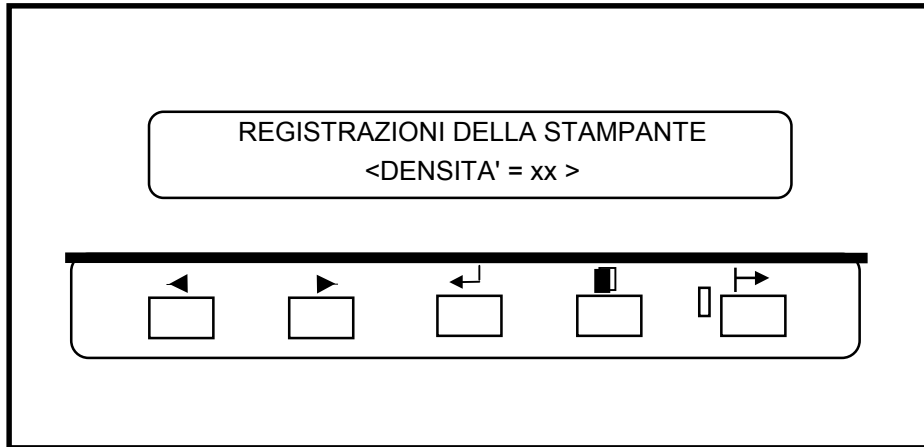 REGISTRAZIONI DELLA STAMPANTE
<DENSITA' = xx >